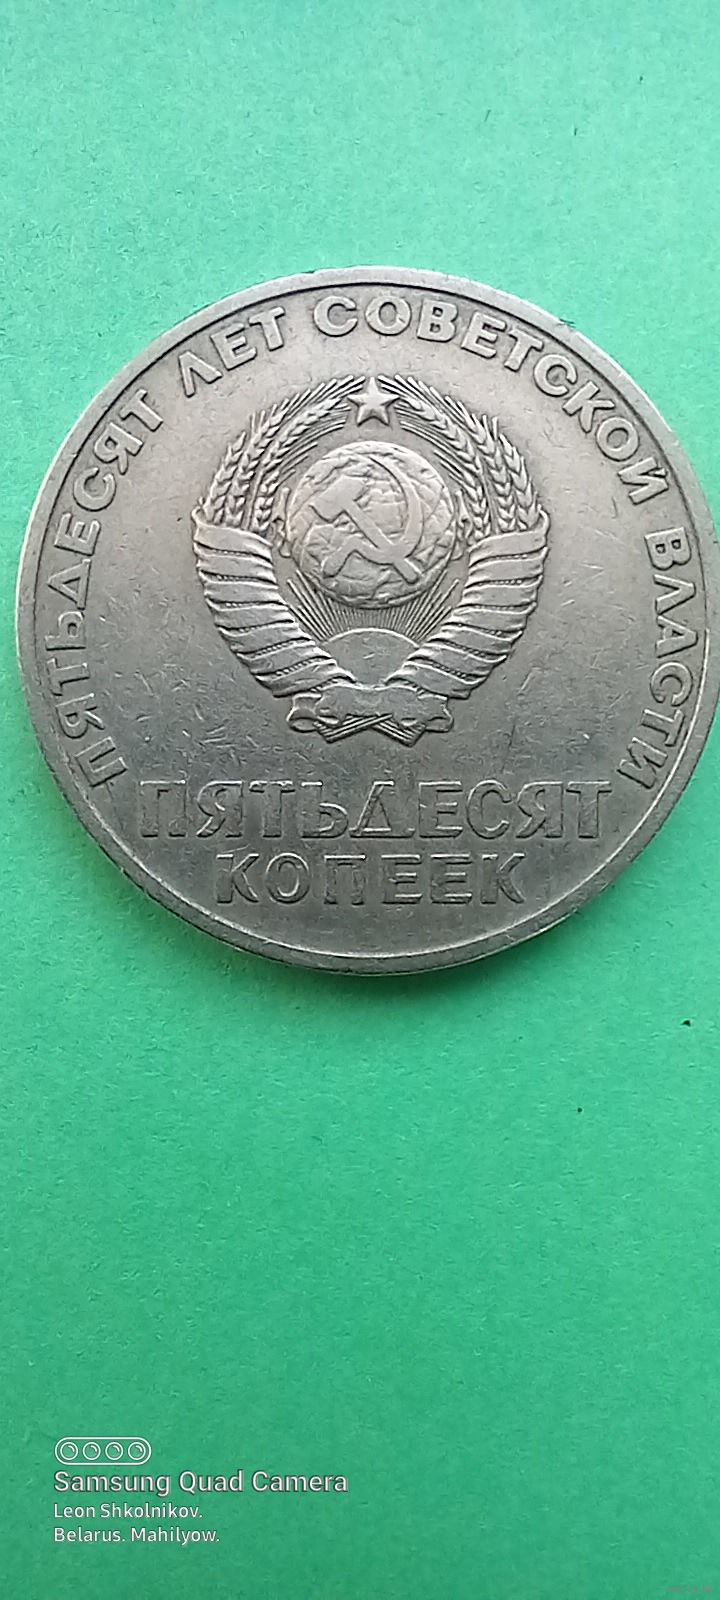 ПЯТЬДЕСЯТ ЛЕТ СОВЕТСКОЙ ВЛАСТИ
ПЯТЬДЕСЯТ
КОПЕЕК
Samsung Quad Camera
Leon Shkolnikov.
Belarus. Mahilyow.